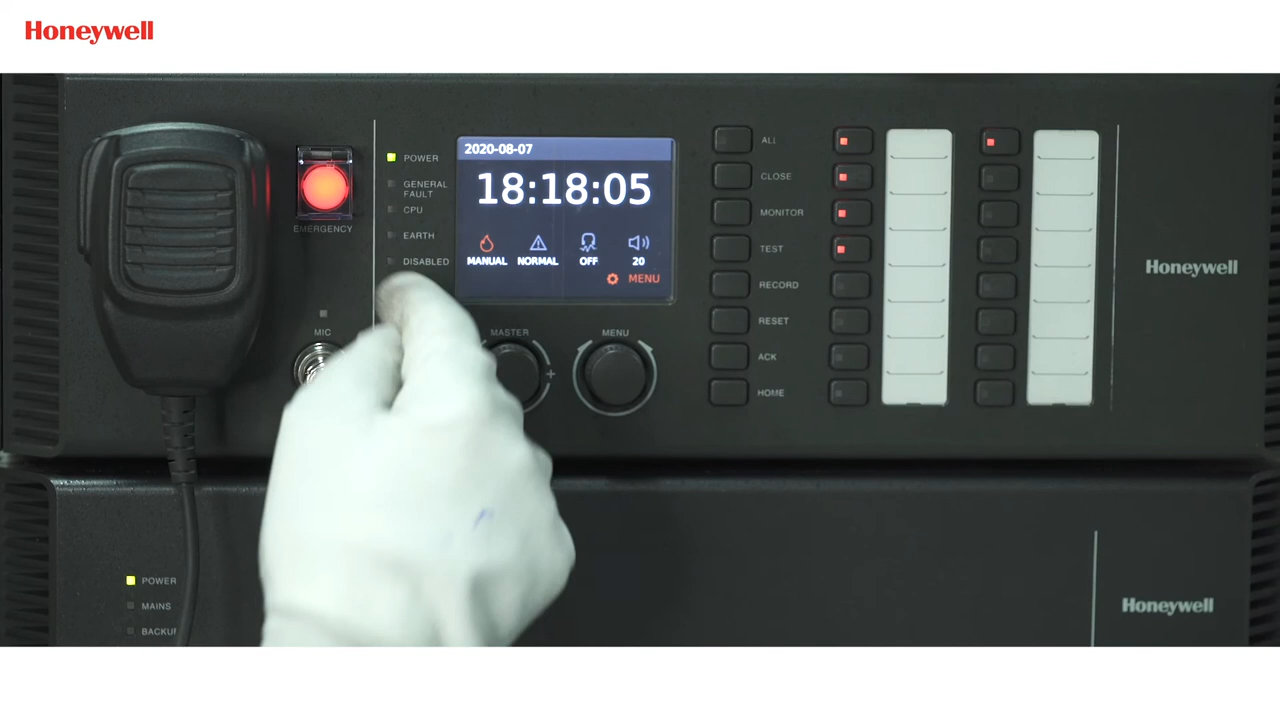 Honeywell
EMERGENCY
MIC
POWER
GENERAL
FAULT
CPU
EARTH
DISABLED
2020-08-07
18:18:05
MANUAL NORMAL OFF 20
MENU
MASTER
+
MENU
ALL
CLOSE
MONITOR
TEST
RECORD
RESET
ACK
HOME
Honeywell
POWER
MAINS
BACKU
Honeywell